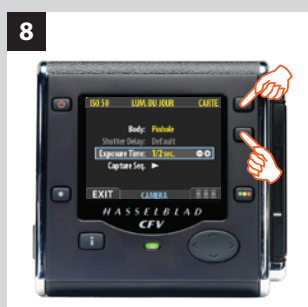 8
ISO 50 LUM. DU JOUR CARTE
Body: Pinhole
Shutter Delay: Default
Exposure Time: 1/2 sec.
Capture Seq.
EXIT CAMERA
HASSELBLAD
CFV
i